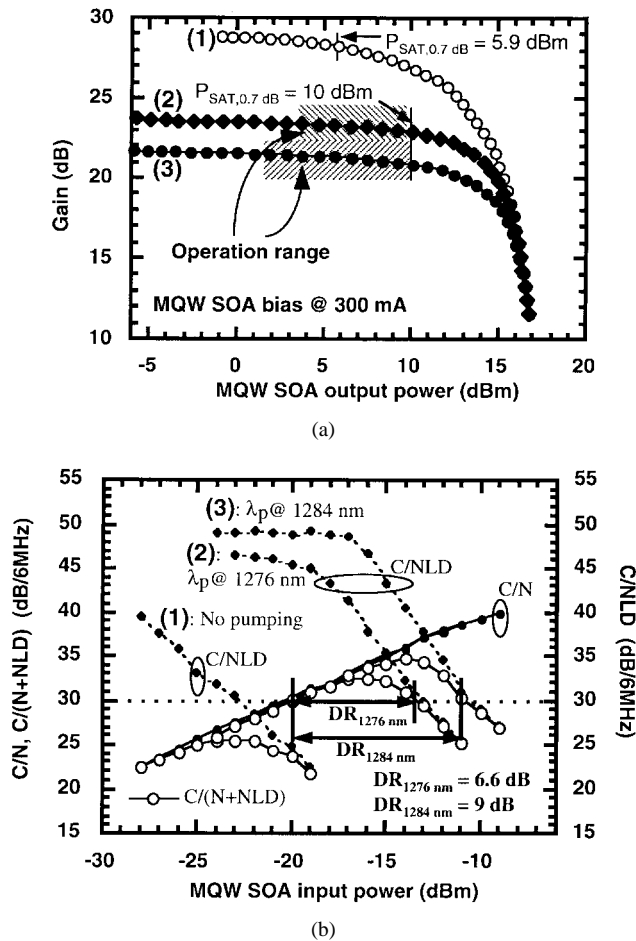 30
(1)
P_SAT,0.7 dB = 5.9 dBm
P_SAT,0.7 dB = 10 dBm
26
(2)
22
(3)
Gain (dB)
18
Operation range
14
MQW SOA bias @ 300 mA
10
-5 0 5 10 15 20
MQW SOA output power (dBm)
(a)
55 55
(3): λp@ 1284 nm
50 50
(2):
λp@ 1276 nm
C/NLD
45 45
C/N
40 40
(1): No pumping
C/NLD
35 35
C/N, C/(N+NLD) (dB/6MHz)
C/NLD (dB/6MHz)
30 30
DR1276 nm
DR1284 nm
25 25
DR1276 nm = 6.6 dB
C/(N+NLD)
DR1284 nm = 9 dB
20 20
15 15
-30 -25 -20 -15 -10
MQW SOA input power (dBm)
(b)